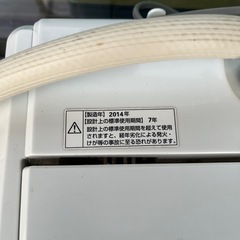 【製造年】2014年
【設計上の標準使用期間】 7年
設計上の標準使用期間を超えて使用
されますと、経年劣化による発火・
けが等の事故に至る恐れがあります。